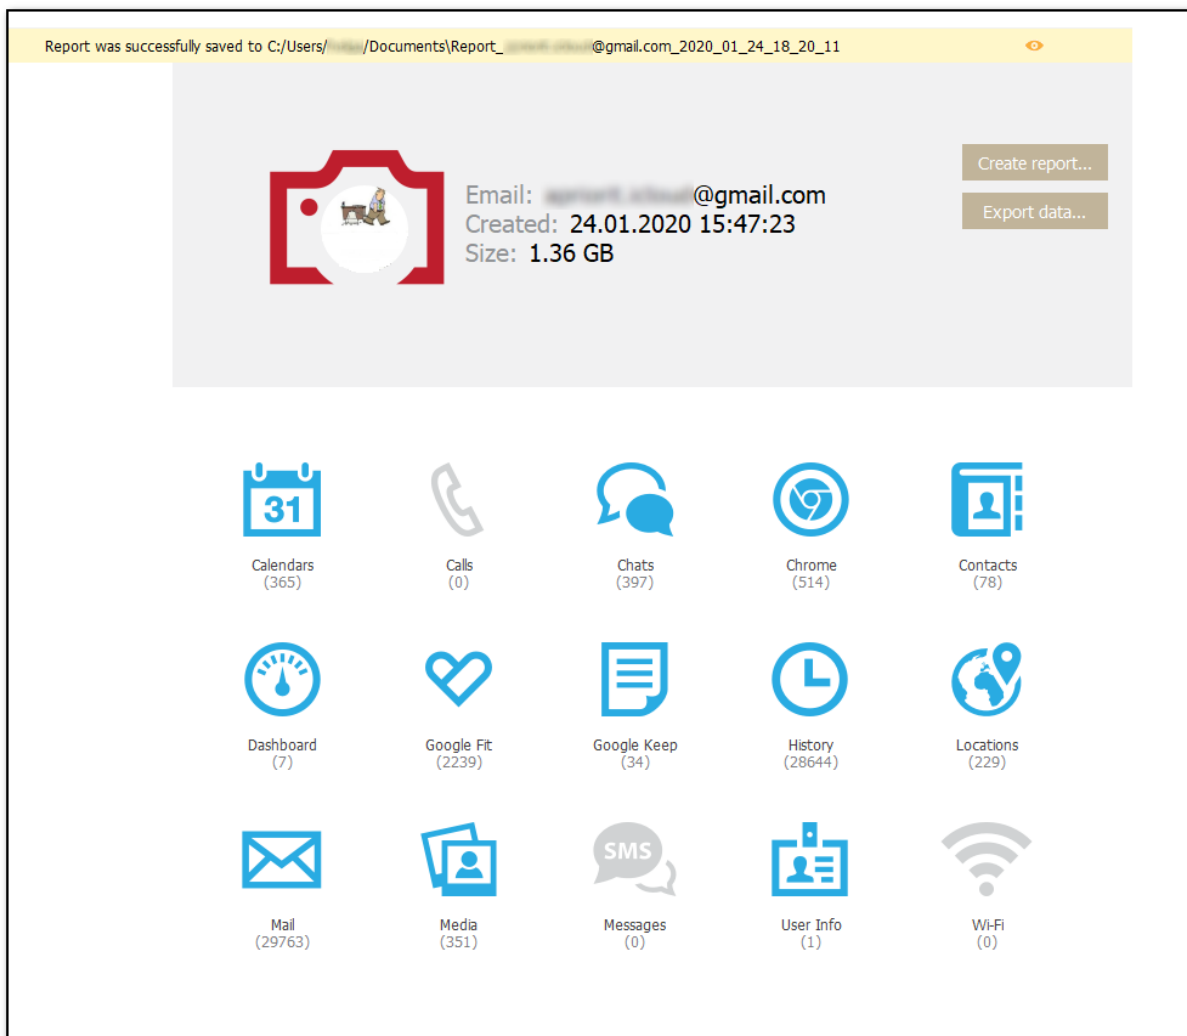 Report was successfully saved to C:/Users/ /Documents\Report_ @gmail.com_2020_01_24_18_20_11
Create report...
Email: @gmail.com
Created: 24.01.2020 15:47:23
Size: 1.36 GB
Export data...
31
Calendars
(365)
Calls
(0)
Chats
(397)
Chrome
(514)
Contacts
(78)
Dashboard
(7)
Google Fit
(2239)
Google Keep
(34)
History
(28644)
Locations
(229)
SMS
Mail
(29763)
Media
(351)
Messages
(0)
User Info
(1)
Wi-Fi
(0)